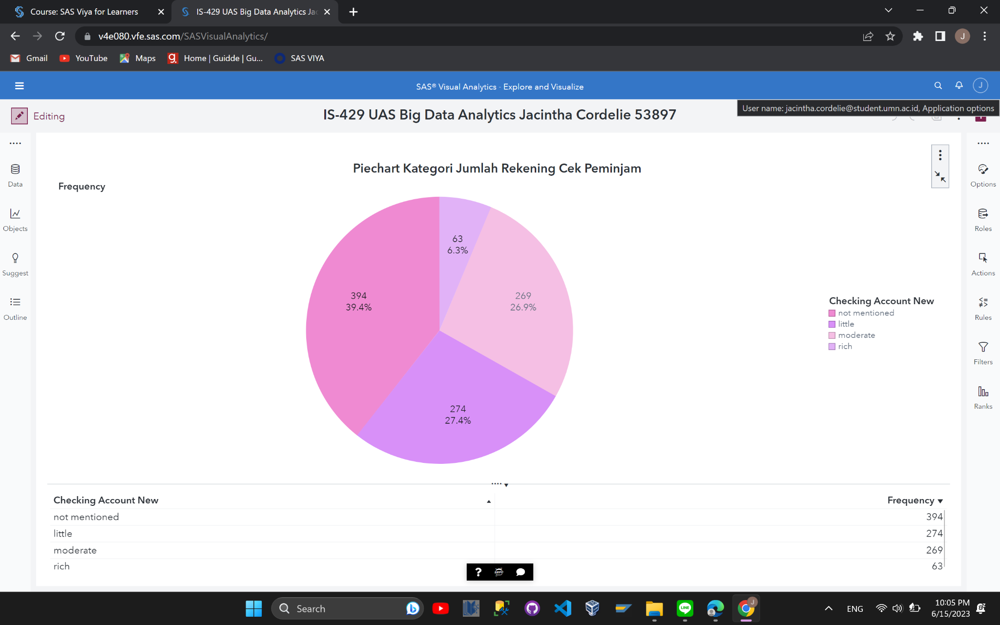 Course: SAS Viya for Learners
IS-429 UAS Big Data Analytics Jac
v4e080.vfe.sas.com/SASVisualAnalytics/
J
Gmail
YouTube
Maps
g.
Home | Guidde | Gu...
SAS VIYA
SAS® Visual Analytics - Explore and Visualize
J
Editing
IS-429 UAS Big Data Analytics Jacintha Cordelie 53897
User name: jacintha.cordelie@student.umn.ac.id, Application options
Data
Objects
Suggest
Outline
Piechart Kategori Jumlah Rekening Cek Peminjam
Frequency
63
6.3%
394
39.4%
269
26.9%
274
27.4%
Checking Account New
not mentioned
little
moderate
rich
Options
Roles
Actions
Rules
Filters
Ranks
Checking Account New
Frequency
not mentioned
394
little
274
moderate
269
rich
63
?
jupyter
Search
LINE
J
ENG
10:05 PM
6/15/2023